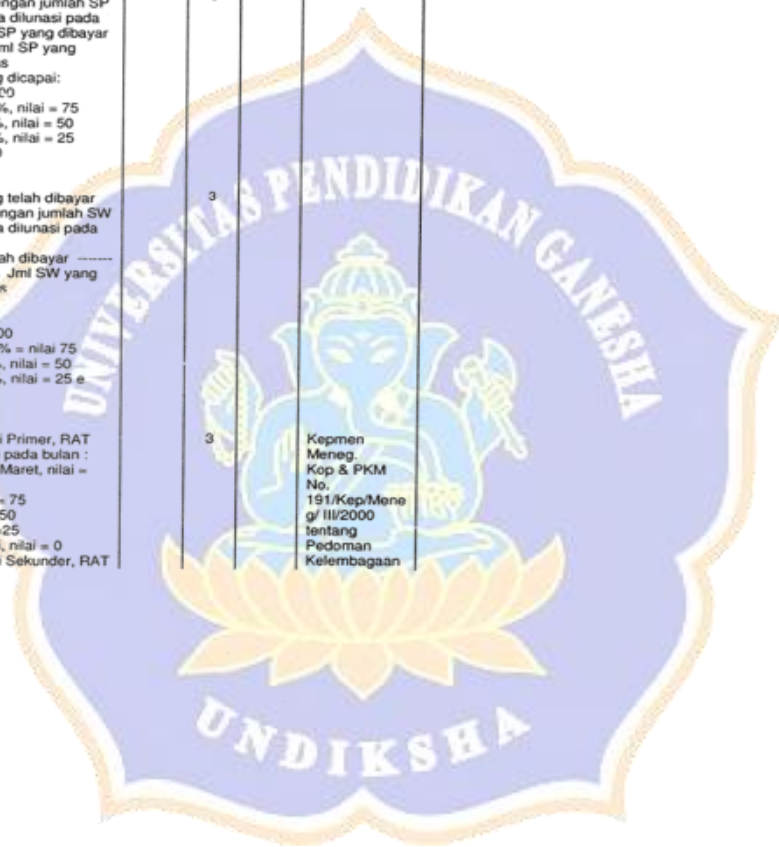 ngan jumlah SP
a dilunasi pada
SP yang dibayar
ml SP yang
s
g dicapai:
%, nilai = 75
%, nilai = 50
%, nilai = 25
g telah dibayar 3
ngan jumlah SW
a dilunasi pada
ah dibayar -------
Jml SW yang
s
00
% = nilai 75
%, nilai = 50
%, nilai = 25 e
i Primer, RAT 3 Kepmen
pada bulan : Meneg.
Maret, nilai = Kop & PKM
No.
= 75 191/Kep/Mene
50 g/ III/2000
=25 tentang
, nilai = 0 Pedoman
i Sekunder, RAT Kelembagaan
UNIVERSITAS PENDIDIKAN GANESHA
UNDIKSHA